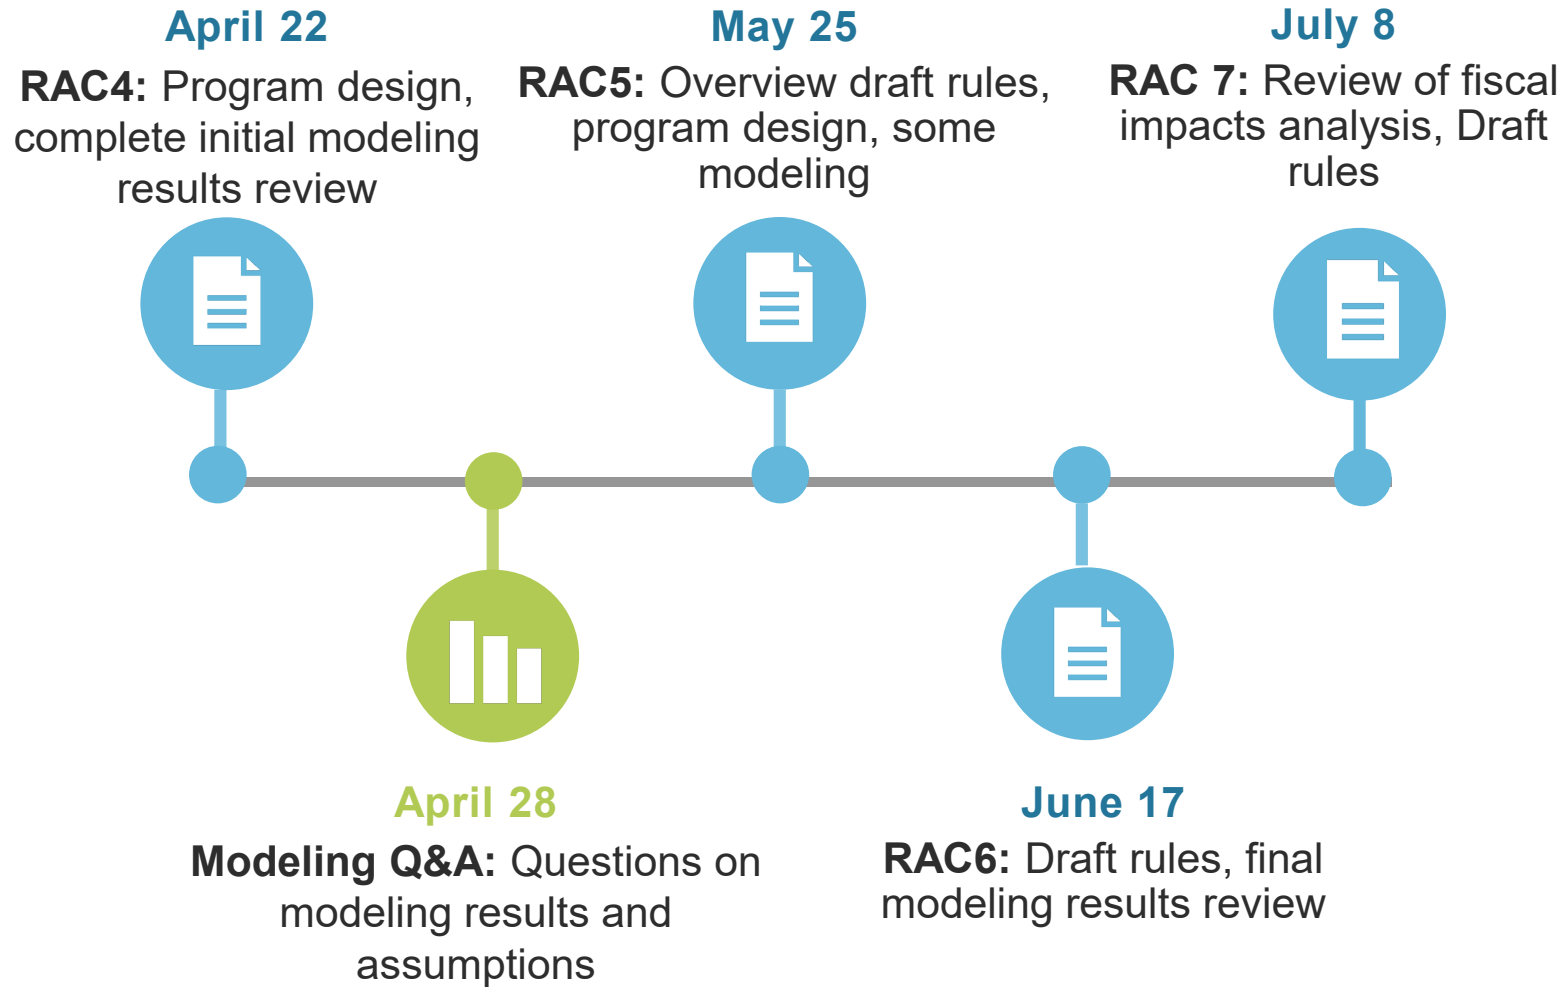 April 22
RAC4: Program design,
complete initial modeling
results review
May 25
RAC5: Overview draft rules,
program design, some
modeling
July 8
RAC 7: Review of fiscal
impacts analysis, Draft
rules
April 28
Modeling Q&A: Questions on
modeling results and
assumptions
June 17
RAC6: Draft rules, final
modeling results review